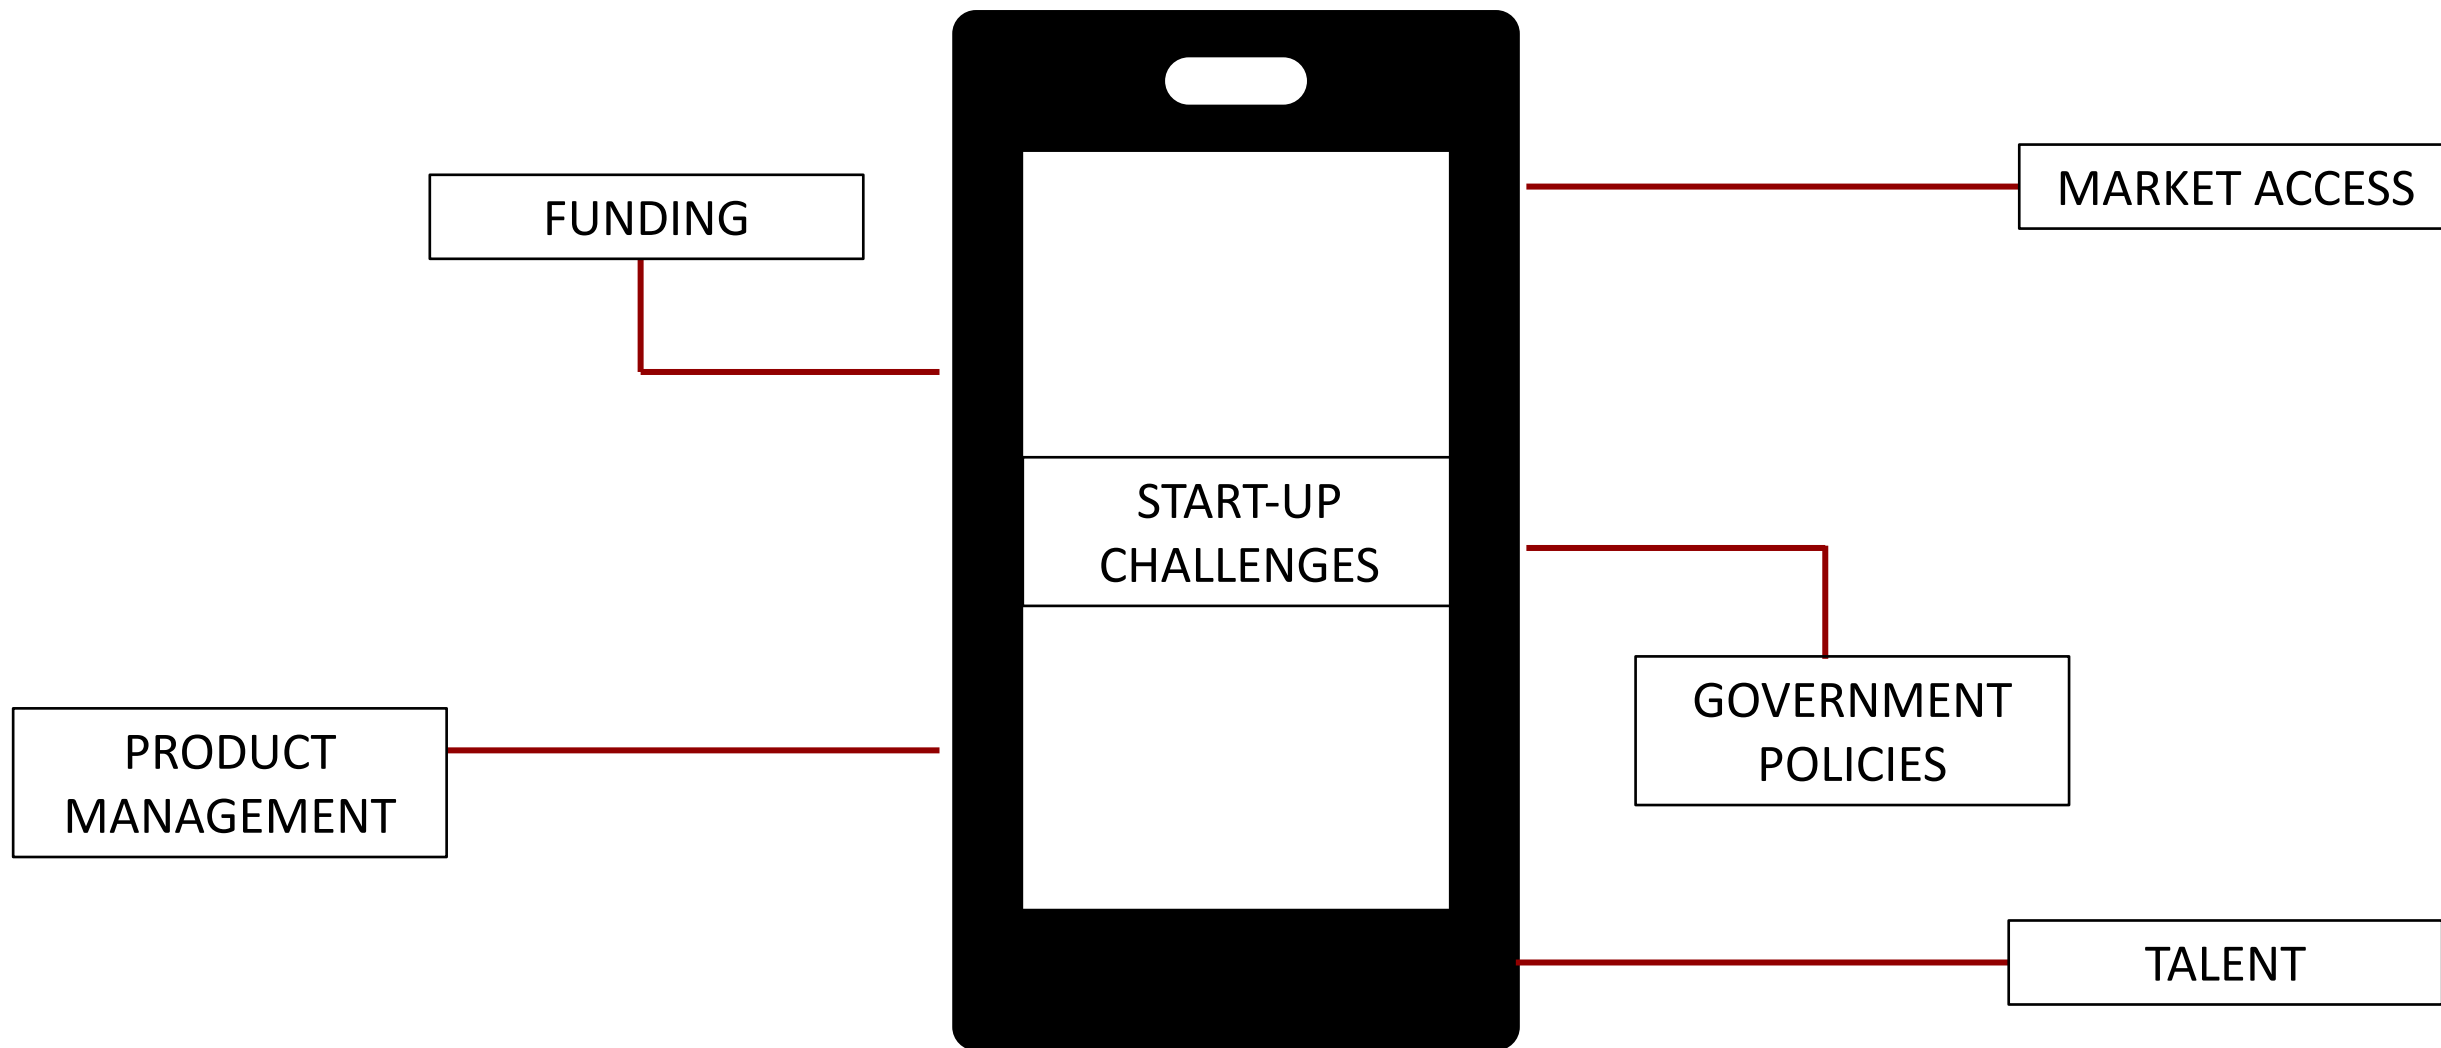 FUNDING
MARKET ACCESS
START-UP
CHALLENGES
PRODUCT
MANAGEMENT
GOVERNMENT
POLICIES
TALENT